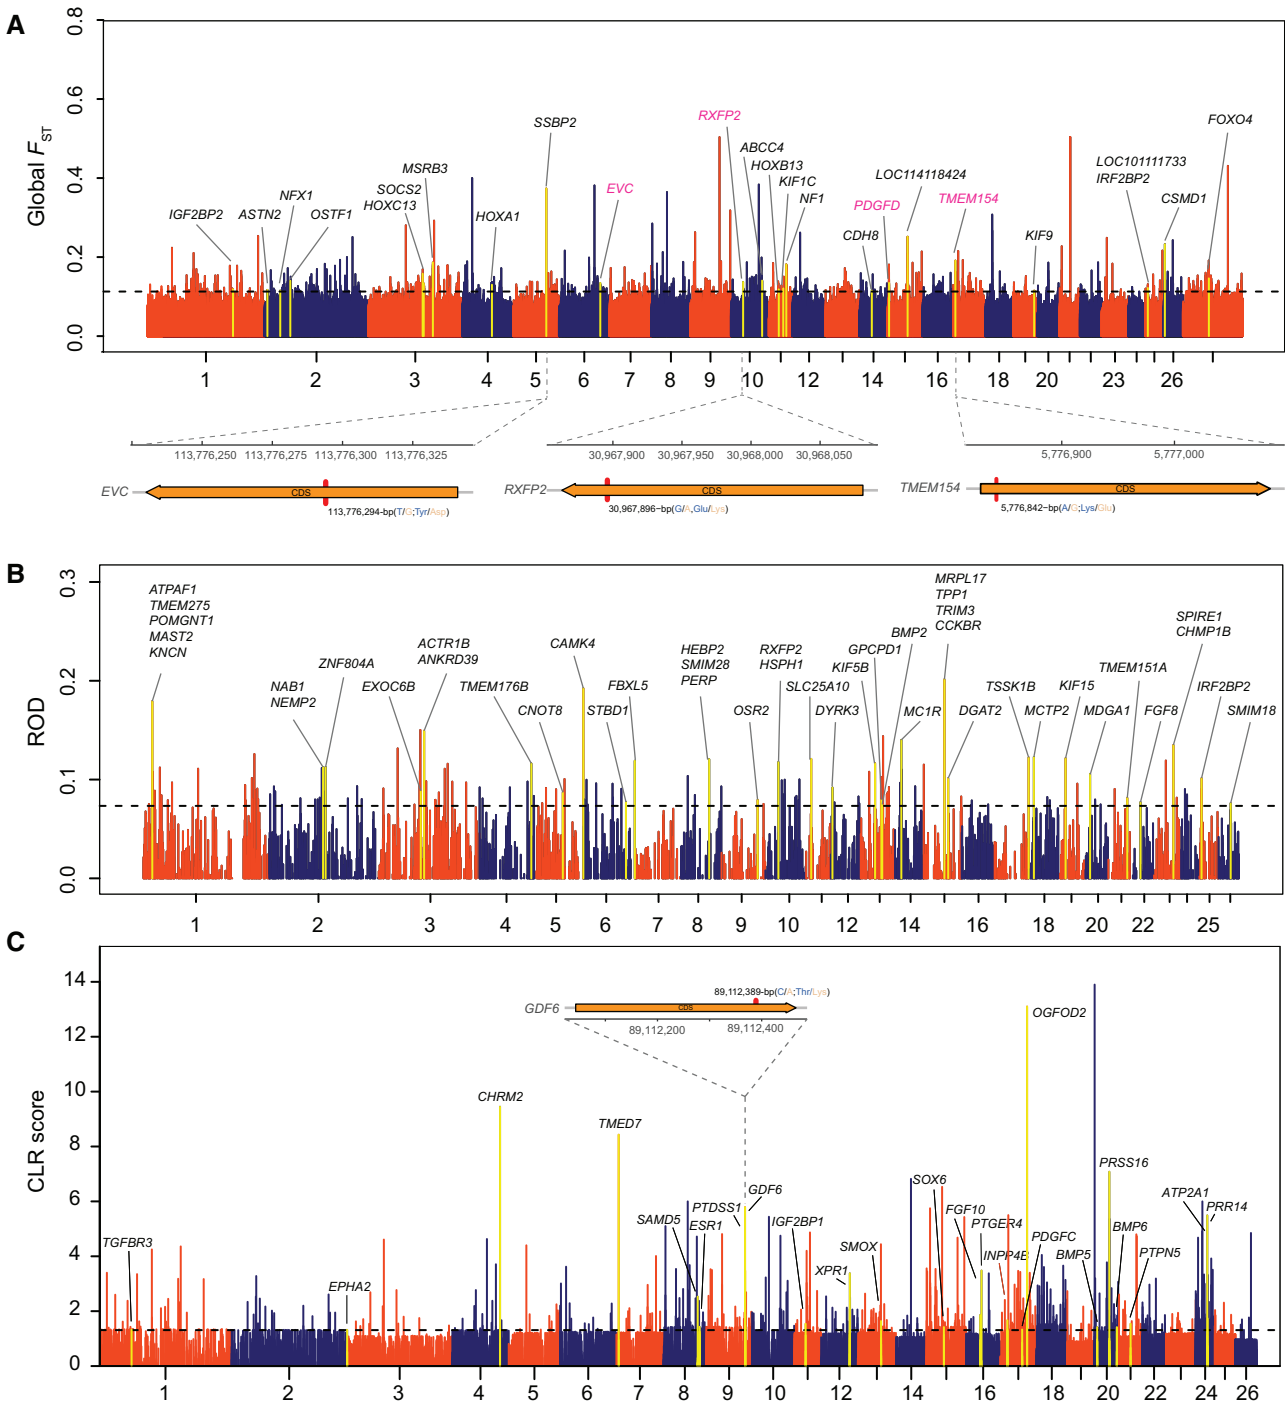 A
Global FST
0.8
0.6
0.4
0.2
0.0
IGF2BP2
ASTN2
NFX1
OSTF1
SOCS2
HOXC13
MSRB3
HOXA1
SSBP2
EVC
RXFP2
ABCC4
HOXB13
KIF1C
NF1
PDGFD
CDH8
LOC114118424
TMEM154
KIF9
LOC101111733
IRF2BP2
CSMD1
FOXO4
1 2 3 4 5 6 7 8 9 10 12 14 16 18 20 23 26
113,776,250 113,776,275 113,776,300 113,776,325
EVC
CDS
113,776,294-bp(T/G;Tyr/Asp)
30,967,900 30,967,950 30,968,000 30,968,050
RXFP2
CDS
30,967,896−bp(G/A,Glu/Lys)
5,776,900 5,777,000
TMEM154
CDS
5,776,842−bp(A/G;Lys/Glu)
B
ROD
0.3
0.2
0.1
0.0
ATPAF1
TMEM275
POMGNT1
MAST2
KNCN
NAB1
NEMP2
ZNF804A
EXOC6B
ACTR1B
ANKRD39
TMEM176B
CNOT8
CAMK4
STBD1
FBXL5
HEBP2
SMIM28
PERP
OSR2
RXFP2
HSPH1
SLC25A10
DYRK3
KIF5B
GPCPD1
BMP2
MC1R
MRPL17
TPP1
TRIM3
CCKBR
DGAT2
TSSK1B
MCTP2
KIF15
MDGA1
TMEM151A
FGF8
SPIRE1
CHMP1B
IRF2BP2
SMIM18
1 2 3 4 5 6 7 8 9 10 12 14 16 18 20 22 25
C
CLR score
14
12
10
8
6
4
2
0
89,112,389-bp(C/A;Thr/Lys)
GDF6
CDS
89,112,200 89,112,400
TGFBR3
EPHA2
CHRM2
TMED7
SAMD5
ESR1
PTDSS1
GDF6
IGF2BP1
XPR1
SMOX
SOX6
FGF10
PTGER4
INPP4B
OGFOD2
PDGFC
BMP5
PRSS16
BMP6
PTPN5
ATP2A1
PRR14
1 2 3 4 5 6 7 8 9 10 12 14 16 18 20 22 24 26